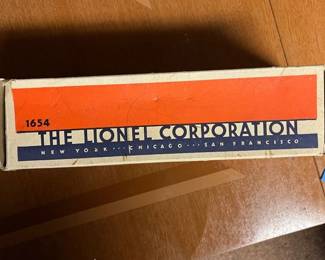 1654
THE LIONEL CORPORATION
NEW YORK ··· CHICAGO ··· SAN FRANCISCO